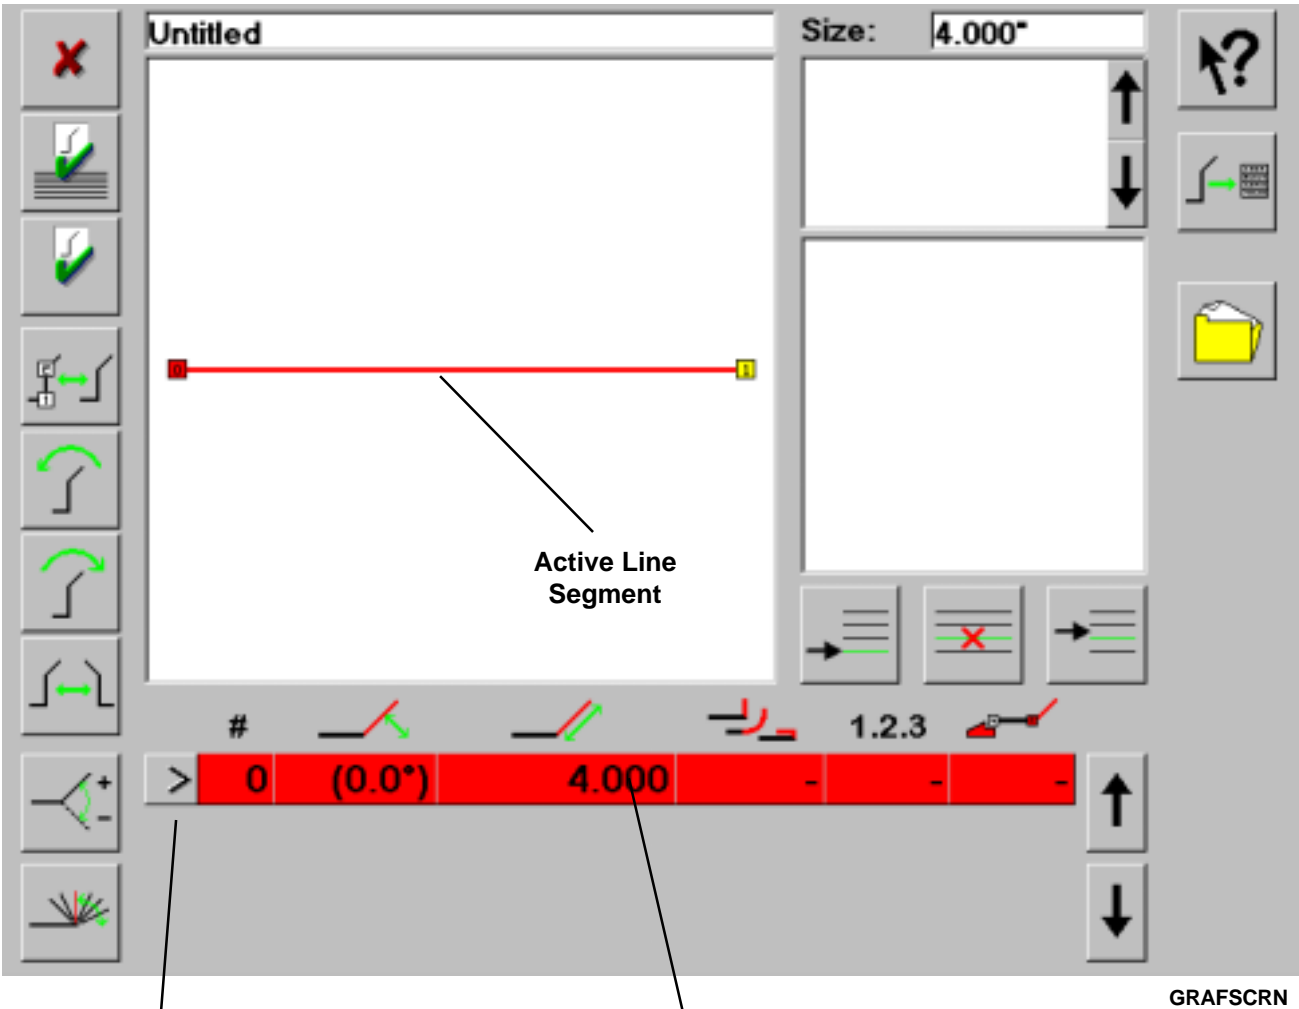 Untitled
Size: 4.000"
0
1
Active Line
Segment
# 1.2.3
> 0 (0.0°) 4.000 - - -
+
-
GRAFSCRN